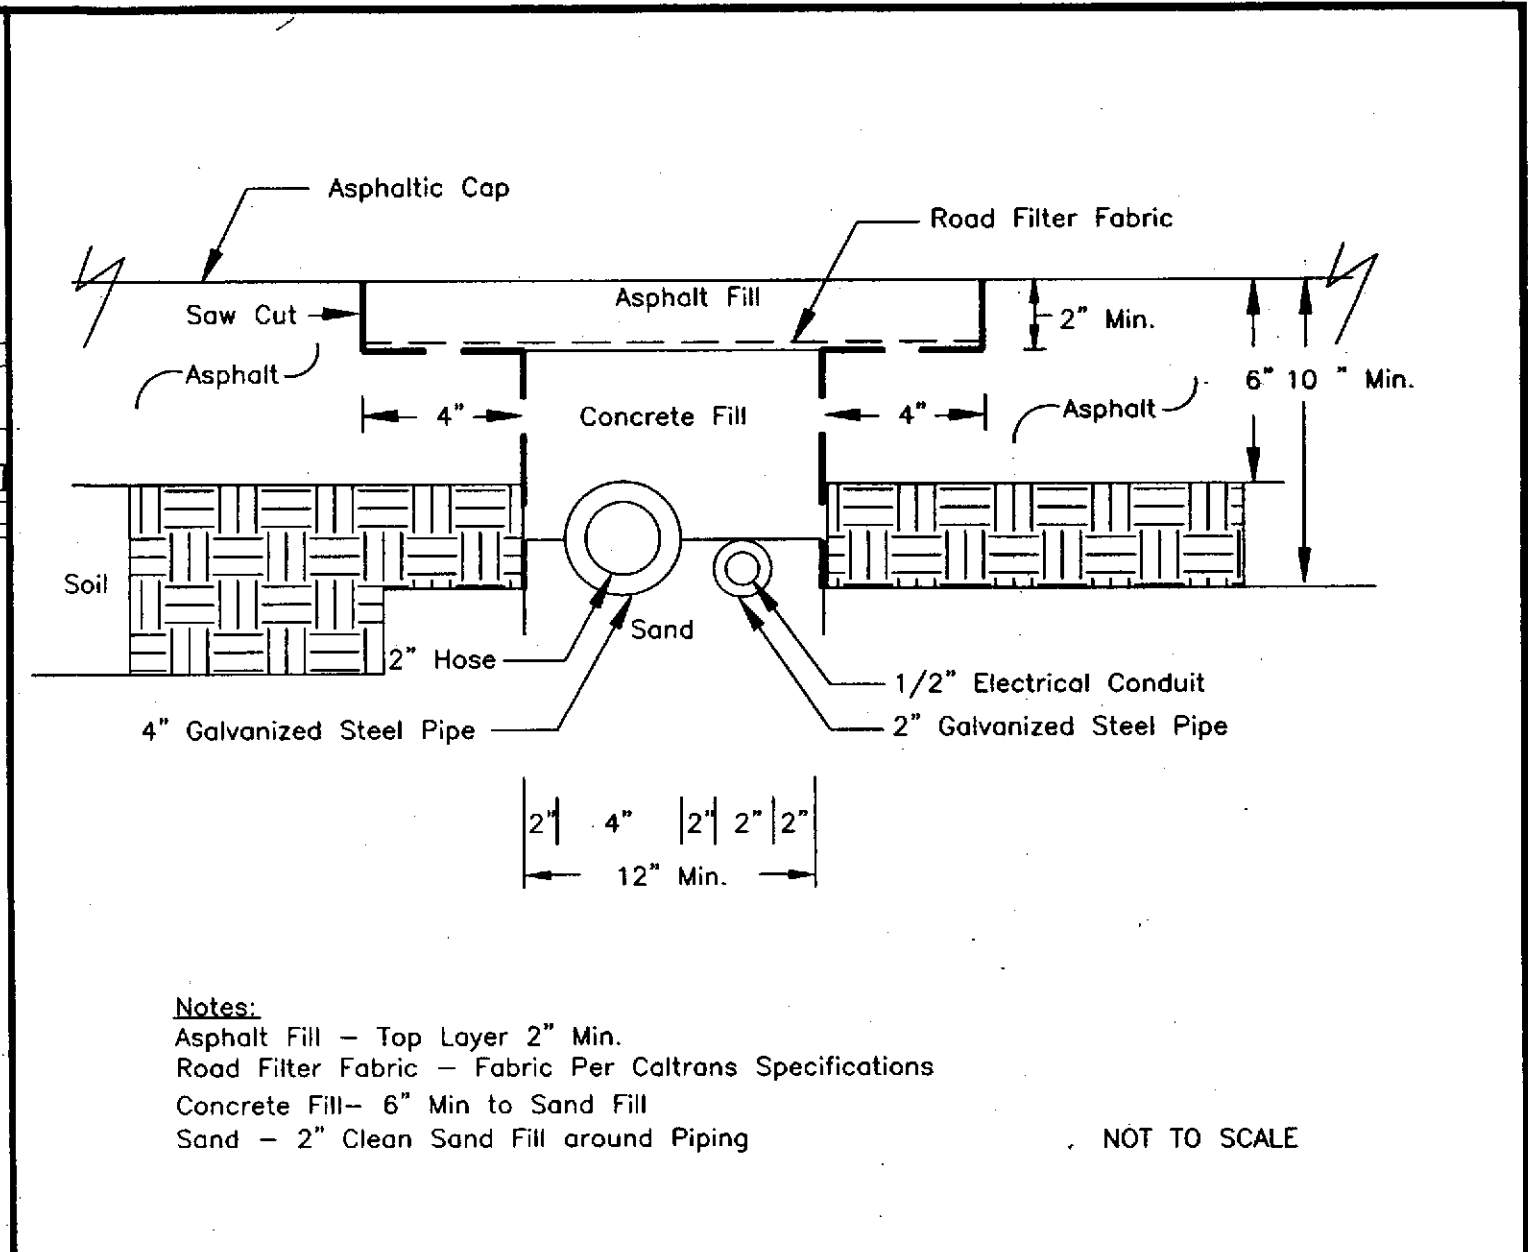 Asphaltic Cap
Road Filter Fabric
Asphalt Fill
Saw Cut
2" Min.
Asphalt
6" 10 " Min.
4"
Concrete Fill
4"
Asphalt
Soil
Sand
2" Hose
1/2" Electrical Conduit
4" Galvanized Steel Pipe
2" Galvanized Steel Pipe
2" 4" 2" 2" 2"
12" Min.
Notes:
Asphalt Fill – Top Layer 2" Min.
Road Filter Fabric – Fabric Per Caltrans Specifications
Concrete Fill– 6" Min to Sand Fill
Sand – 2" Clean Sand Fill around Piping
NOT TO SCALE